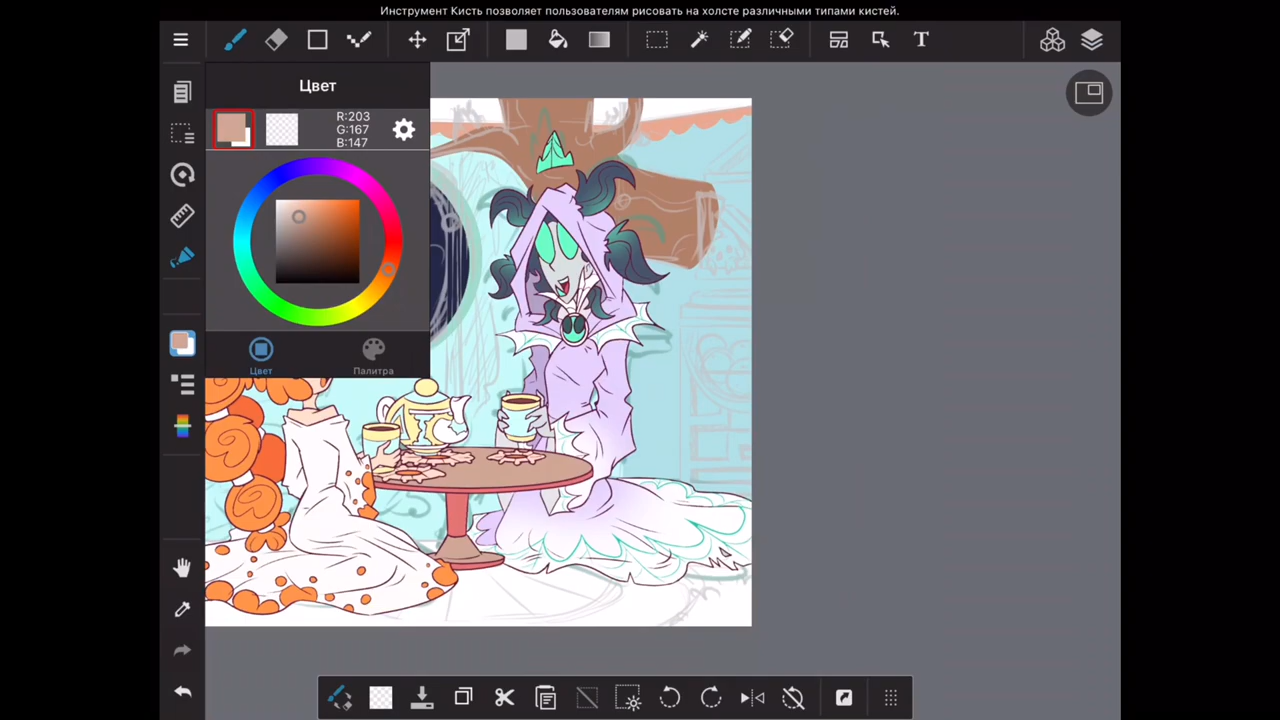 Инструмент Кисть позволяет пользователям рисовать на холсте различными типами кистей.
T
Цвет
R:203
G:167
B:147
Цвет
Палитра